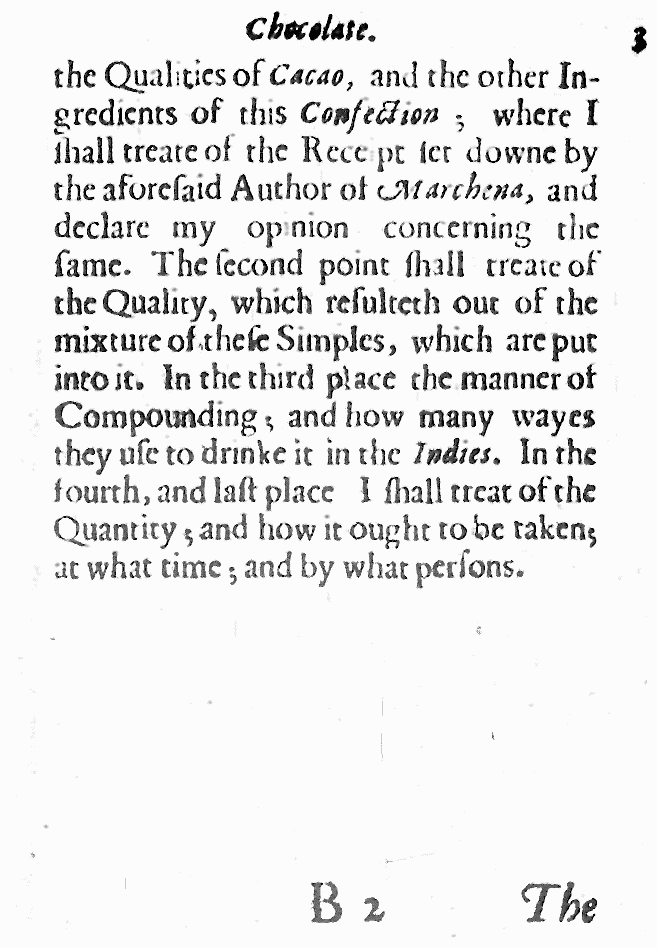 Chocolate. 3
the Qualities of Cacao, and the other In-
gredients of this Confection ; where I
ſhall treate of the Receipt ſet downe by
the aforeſaid Author of Marchena, and
declare my opinion concerning the
ſame. The ſecond point ſhall treate of
the Quality, which reſulteth out of the
mixture of theſe Simples, which are put
into it. In the third place the manner of
Compounding ; and how many wayes
they uſe to drinke it in the Indies. In the
fourth, and laſt place I ſhall treat of the
Quantity ; and how it ought to be taken;
at what time ; and by what perſons.
B 2 The